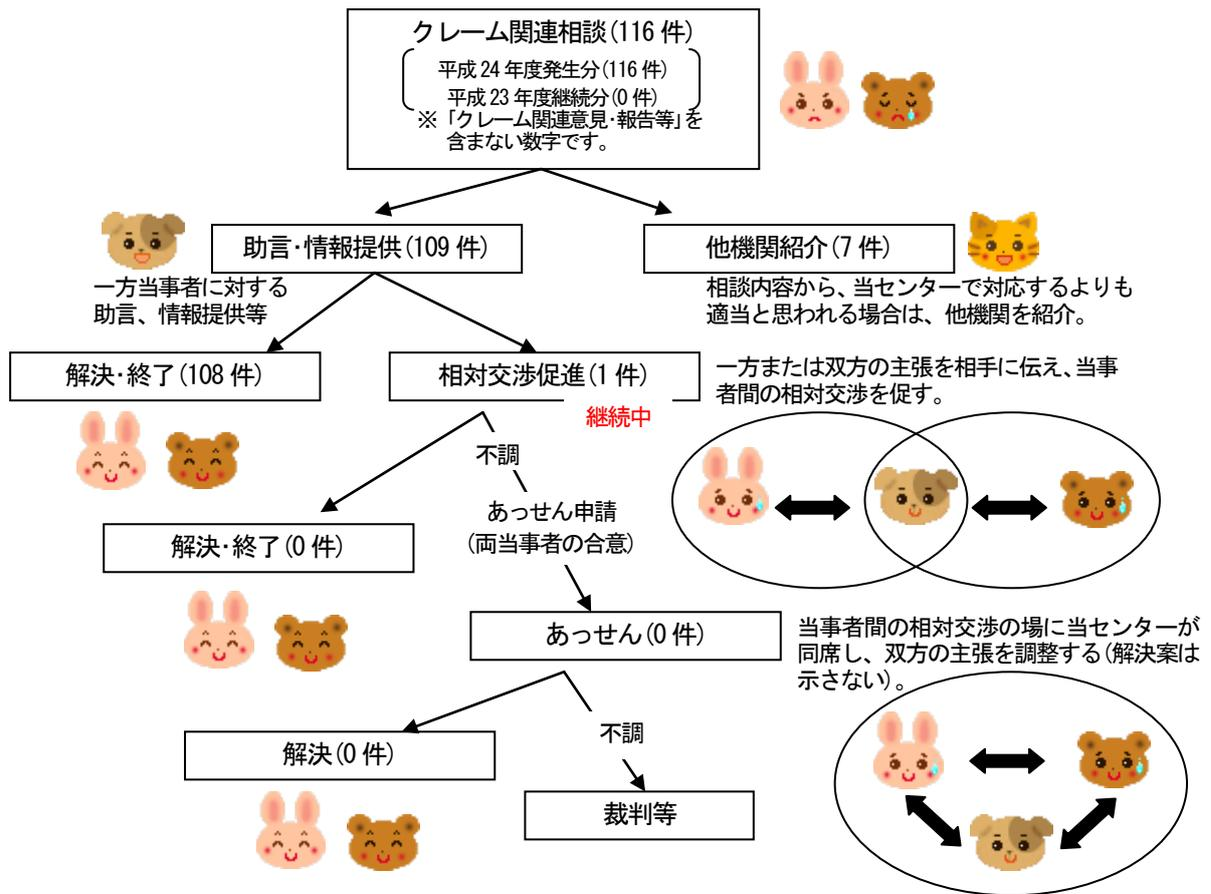 クレーム関連相談(116 件)
平成 24 年度発生分(116 件)
平成 23 年度継続分(0 件)
※ 「クレーム関連意見･報告等」を
含まない数字です。
助言･情報提供(109 件)
他機関紹介(7 件)
一方当事者に対する
助言、情報提供等
相談内容から、当センターで対応するよりも
適当と思われる場合は、他機関を紹介。
解決･終了(108 件)
相対交渉促進(1 件)
継続中
一方または双方の主張を相手に伝え、当事
者間の相対交渉を促す。
不調
あっせん申請
(両当事者の合意)
解決･終了(0 件)
あっせん(0 件)
当事者間の相対交渉の場に当センターが
同席し、双方の主張を調整する(解決案は
示さない)。
解決(0 件)
不調
裁判等